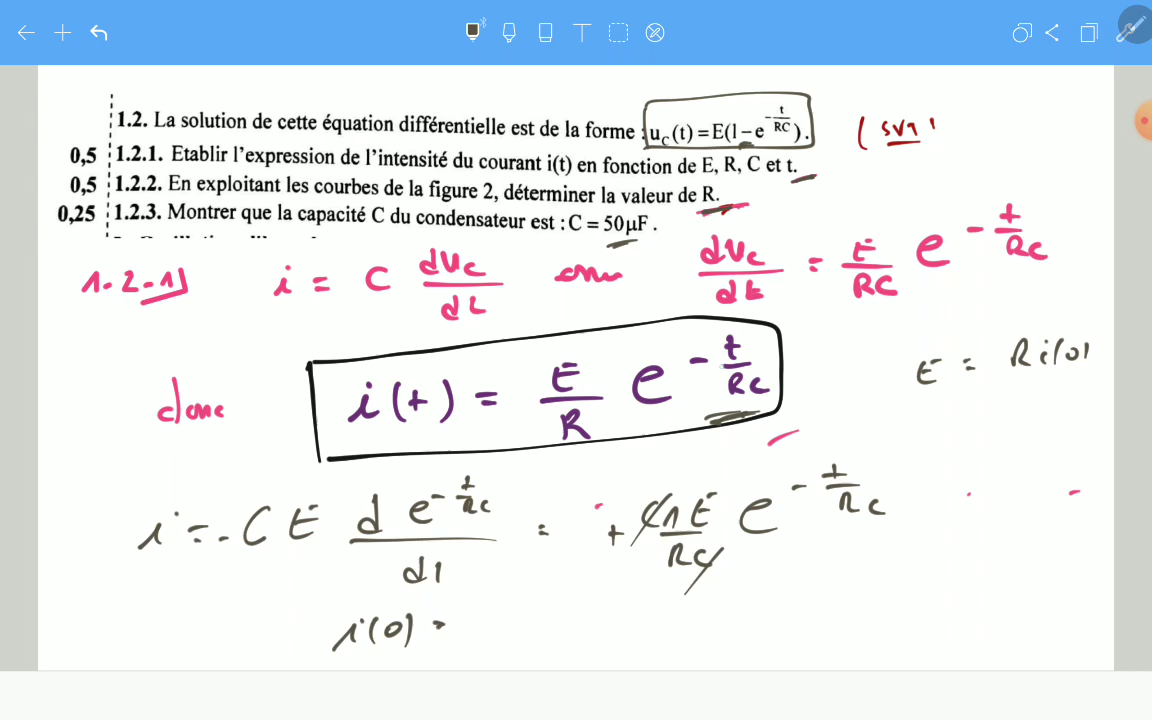 1.2. La solution de cette équation différentielle est de la forme : u_c(t) = E(1 – e^{-t/RC}). ( SVT
0,5 1.2.1. Etablir l'expression de l'intensité du courant i(t) en fonction de E, R, C et t.
0,5 1.2.2. En exploitant les courbes de la figure 2, déterminer la valeur de R.
0,25 1.2.3. Montrer que la capacité C du condensateur est : C = 50µF .
1.2.1) i = C dUc/dt dUc/dt = E/RC e^{-t/RC}
E = Ri(0)
donc i(t) = E/R e^{-t/RC}
i = - C E d e^{-t/RC}/dt = + C1E/RC e^{-t/RC}
i(0) =